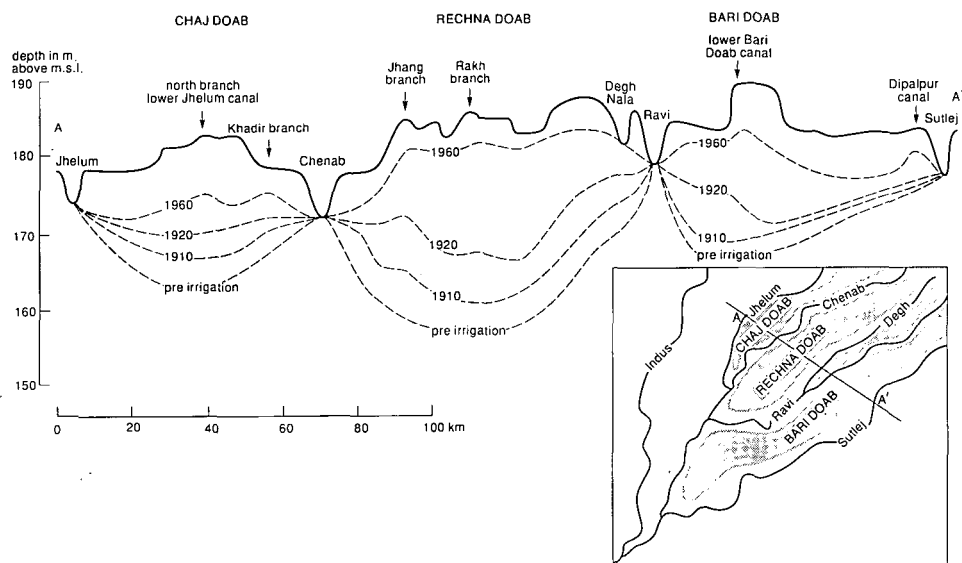 CHAJ DOAB
RECHNA DOAB
BARI DOAB
depth in m.
above m.s.l.
190
180
170
160
150
A
Jhelum
north branch
lower Jhelum canal
Khadir branch
Chenab
Jhang
branch
Rakh
branch
Degh
Nala
Ravi
lower Bari
Doab canal
Dipalpur
canal
A'
Sutlej
1960
1920
1910
pre irrigation
1960
1920
1910
pre irrigation
1960
1920
1910
pre irrigation
0
20
40
60
80
100 km
Indus
A
Jhelum
CHAJ DOAB
Chenab
RECHNA DOAB
Degh
Ravi
BARI DOAB
A'
Sutlej